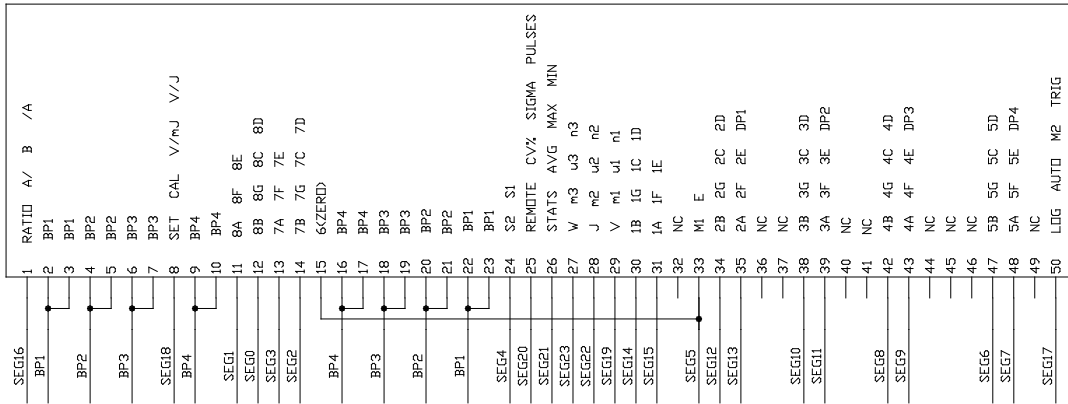 SEG16 1 RATIO A/ B /A
BP1 2 BP1
3 BP1
BP2 4 BP2
5 BP2
BP3 6 BP3
7 BP3
SEG18 8 SET CAL V/mJ V/J
BP4 9 BP4
10 BP4
SEG1 11 8A 8F 8E
SEG0 12 8B 8G 8C 8D
SEG3 13 7A 7F 7E
SEG2 14 7B 7G 7C 7D
15 6(ZERO)
BP4 16 BP4
17 BP4
BP3 18 BP3
19 BP3
BP2 20 BP2
21 BP2
BP1 22 BP1
23 BP1
SEG4 24 S2 S1
SEG20 25 REMOTE CV% SIGMA PULSES
SEG21 26 STATS AVG MAX MIN
SEG23 27 W m3 u3 n3
SEG22 28 J m2 u2 n2
SEG19 29 V m1 u1 n1
SEG14 30 1B 1G 1C 1D
SEG15 31 1A 1F 1E
32 NC
SEG5 33 M1 E
SEG12 34 2B 2G 2C 2D
SEG13 35 2A 2F 2E DP1
36 NC
37 NC
SEG10 38 3B 3G 3C 3D
SEG11 39 3A 3F 3E DP2
40 NC
41 NC
SEG8 42 4B 4G 4C 4D
SEG9 43 4A 4F 4E DP3
44 NC
45 NC
46 NC
SEG6 47 5B 5G 5C 5D
SEG7 48 5A 5F 5E DP4
49 NC
SEG17 50 LOG AUTO M2 TRIG